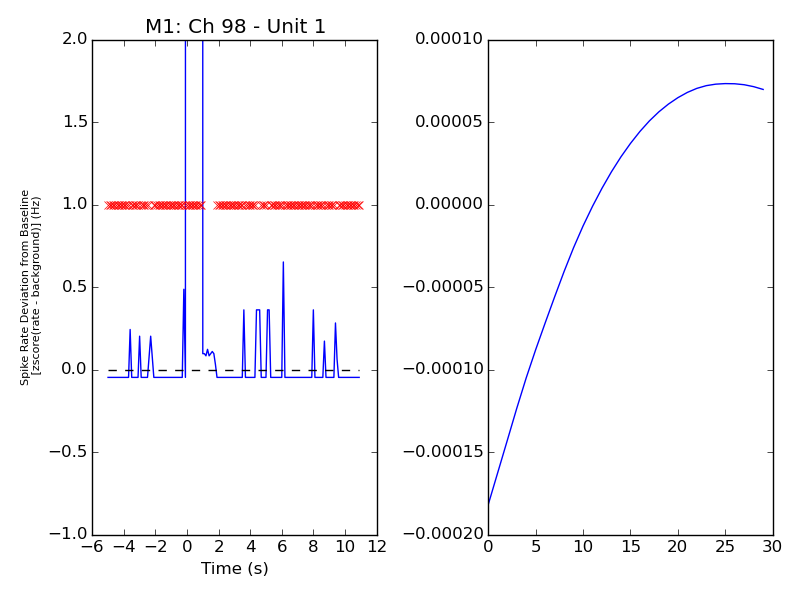 M1: Ch 98 - Unit 1
2.0
1.5
1.0
0.5
0.0
−0.5
−1.0
Spike Rate Deviation from Baseline
[zscore(rate - background)] (Hz)
−6 −4 −2 0 2 4 6 8 10 12
Time (s)
0.00010
0.00005
0.00000
−0.00005
−0.00010
−0.00015
−0.00020
0 5 10 15 20 25 30